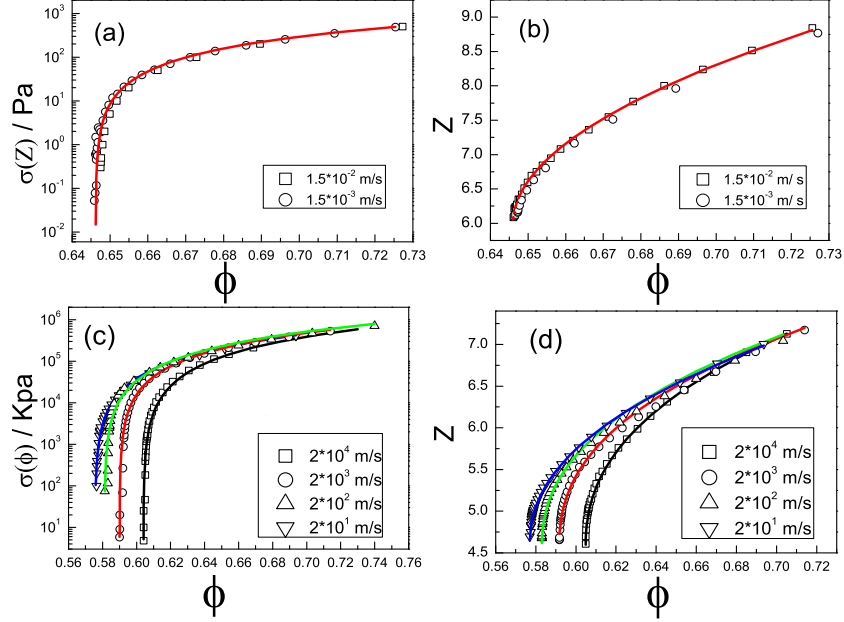 (a)
σ(Z) / Pa
10³
10²
10¹
10⁰
10⁻¹
10⁻²
0.64 0.65 0.66 0.67 0.68 0.69 0.70 0.71 0.72 0.73
ϕ
1.5*10⁻² m/s
1.5*10⁻³ m/s
(b)
Z
9.0
8.5
8.0
7.5
7.0
6.5
6.0
0.64 0.65 0.66 0.67 0.68 0.69 0.70 0.71 0.72 0.73
ϕ
1.5*10⁻² m/s
1.5*10⁻³ m/s
(c)
σ(ϕ) / Kpa
10⁶
10⁵
10⁴
10³
10²
10¹
0.56 0.58 0.60 0.62 0.64 0.66 0.68 0.70 0.72 0.74 0.76
ϕ
2*10⁴ m/s
2*10³ m/s
2*10² m/s
2*10¹ m/s
(d)
Z
7.0
6.5
6.0
5.5
5.0
4.5
0.56 0.58 0.60 0.62 0.64 0.66 0.68 0.70 0.72
ϕ
2*10⁴ m/s
2*10³ m/s
2*10² m/s
2*10¹ m/s